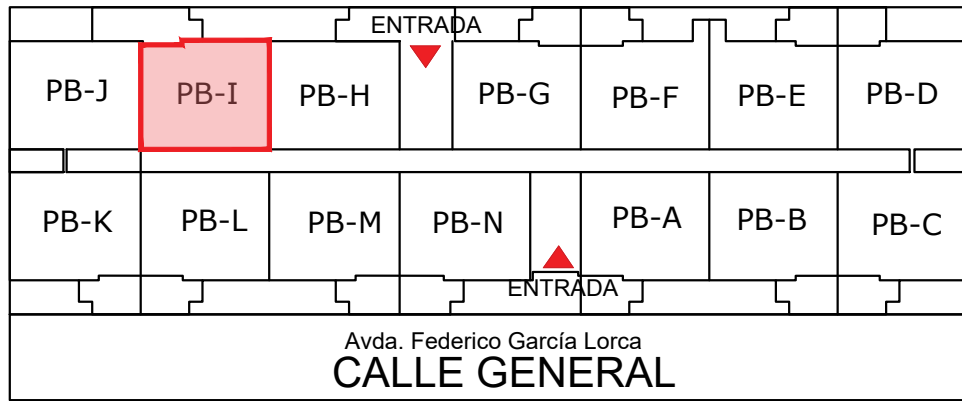 ENTRADA
PB-J
PB-I
PB-H
PB-G
PB-F
PB-E
PB-D
PB-K
PB-L
PB-M
PB-N
PB-A
PB-B
PB-C
ENTRADA
Avda. Federico García Lorca
CALLE GENERAL